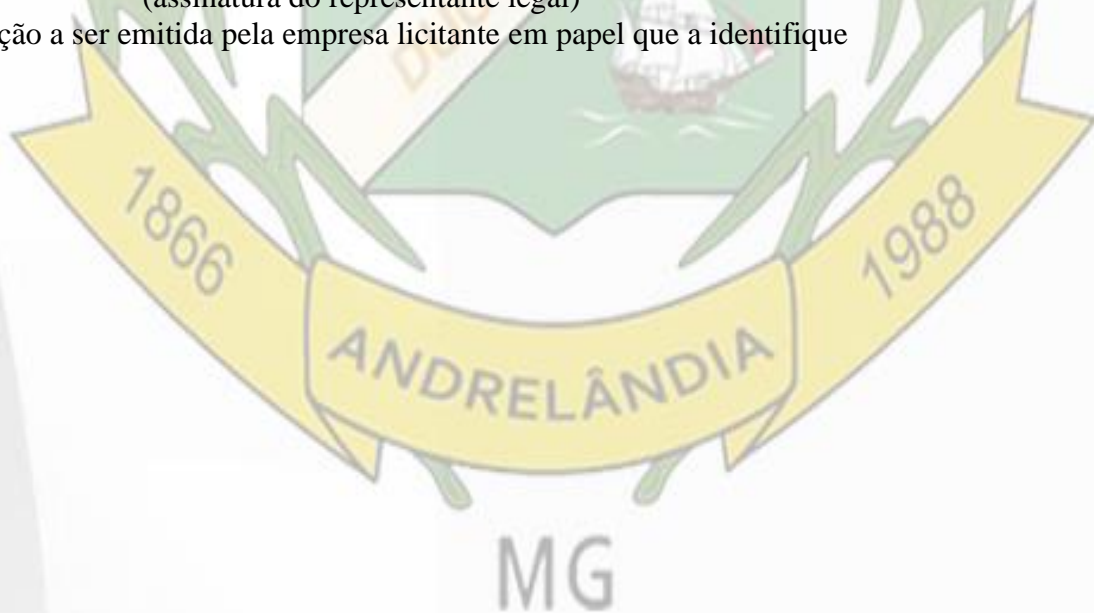 (assinatura do representante legal)
ção a ser emitida pela empresa licitante em papel que a identifique
1866
1988
ANDRELÂNDIA
MG